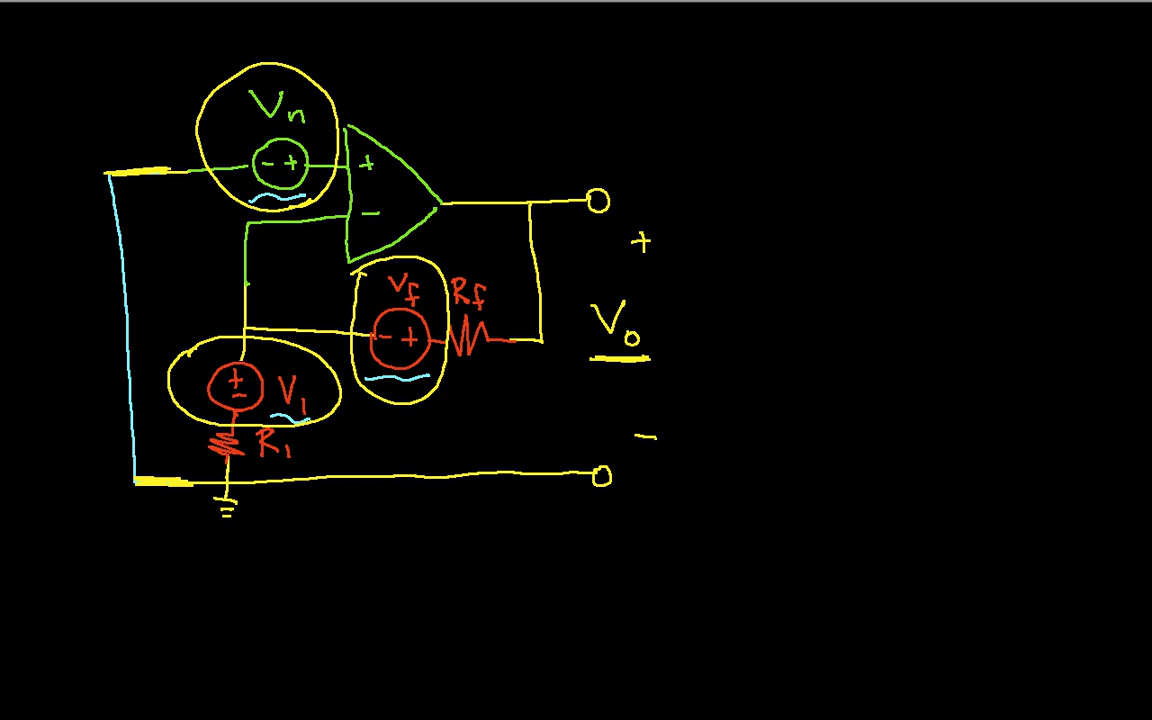 Vn
- + +
-
+
Vf Rf
- +
Vo
+
-
V1
R1
-